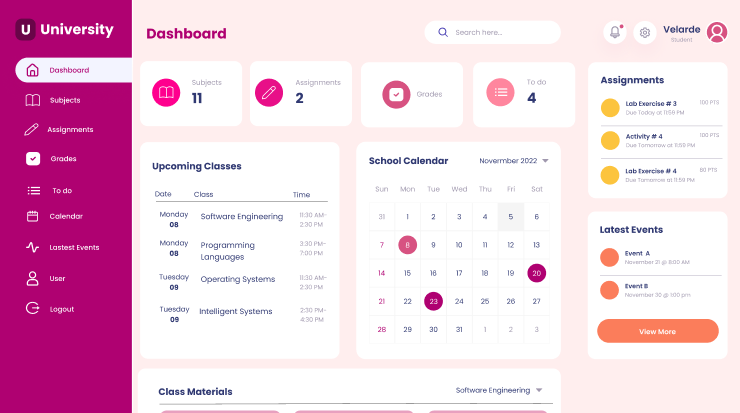 U University
Dashboard
Subjects
Assignments
Grades
To do
Calendar
Lastest Events
User
Logout
Dashboard
Search here...
Velarde
Student
Subjects
11
Assignments
2
Grades
To do
4
Upcoming Classes
Date Class Time
Monday 08 Software Engineering 11:30 AM-
2:30 PM
Monday 08 Programming Languages 3:30 PM-
7:00 PM
Tuesday 09 Operating Systems 11:30 AM-
2:30 PM
Tuesday 09 Intelligent Systems 2:30 PM-
4:30 PM
School Calendar
Novermber 2022
Sun Mon Tue Wed Thu Fri Sat
31 1 2 3 4 5 6
7 8 9 10 11 12 13
14 15 16 17 18 19 20
21 22 23 24 25 26 27
28 29 30 31 1 2 3
Assignments
Lab Exercise # 3 100 PTS
Due Today at 11:59 PM
Activity # 4 100 PTS
Due Tomorrow at 11:59 PM
Lab Exercise # 4 80 PTS
Due Tomorrow at 11:59 PM
Latest Events
Event A
November 21 @ 8:00 AM
Event B
November 30 @ 1:00 pm
View More
Class Materials
Software Engineering